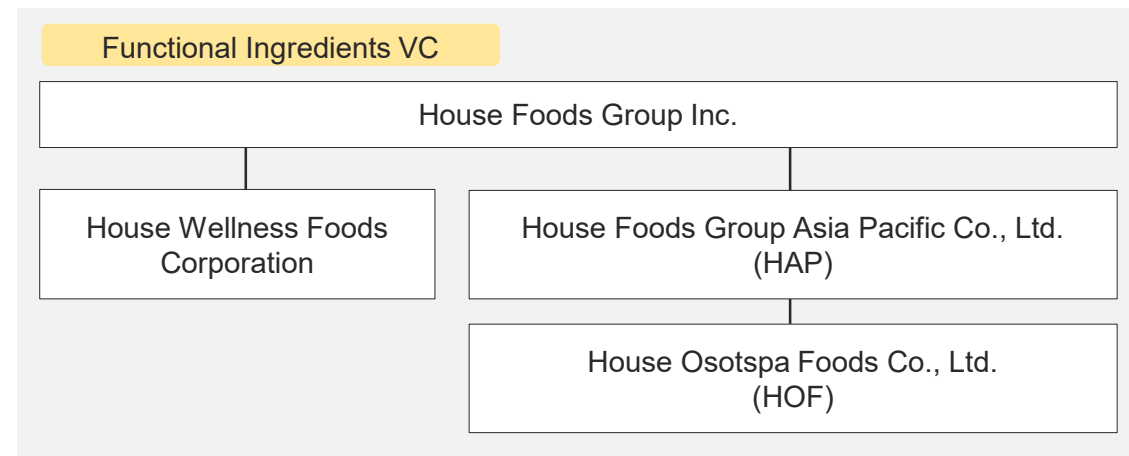 Functional Ingredients VC
House Foods Group Inc.
House Wellness Foods
Corporation
House Foods Group Asia Pacific Co., Ltd.
(HAP)
House Osotspa Foods Co., Ltd.
(HOF)